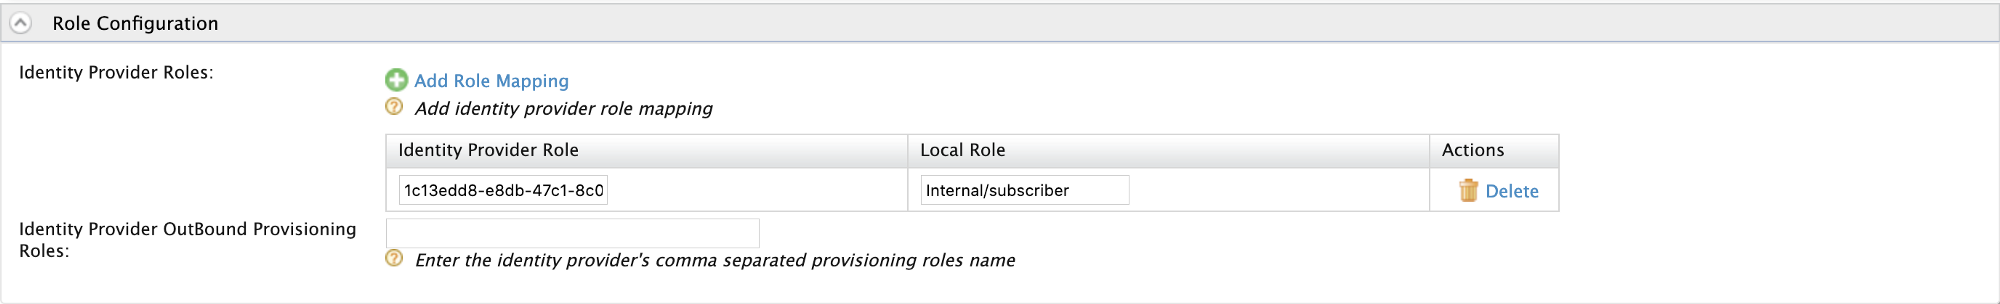 Role Configuration
Identity Provider Roles:
Add Role Mapping
Add identity provider role mapping
Identity Provider Role
Local Role
Actions
1c13edd8-e8db-47c1-8c0
Internal/subscriber
Delete
Identity Provider OutBound Provisioning
Roles:
Enter the identity provider's comma separated provisioning roles name